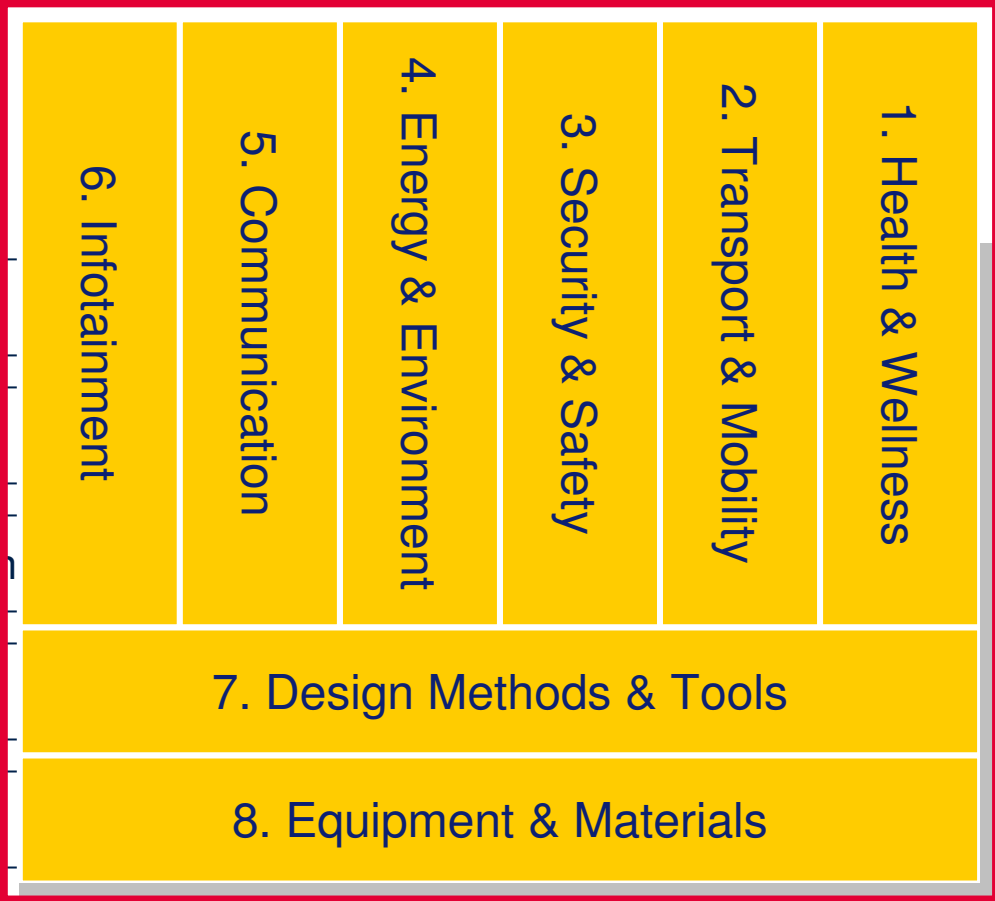 6. Infotainment
5. Communication
4. Energy & Environment
3. Security & Safety
2. Transport & Mobility
1. Health & Wellness
7. Design Methods & Tools
8. Equipment & Materials